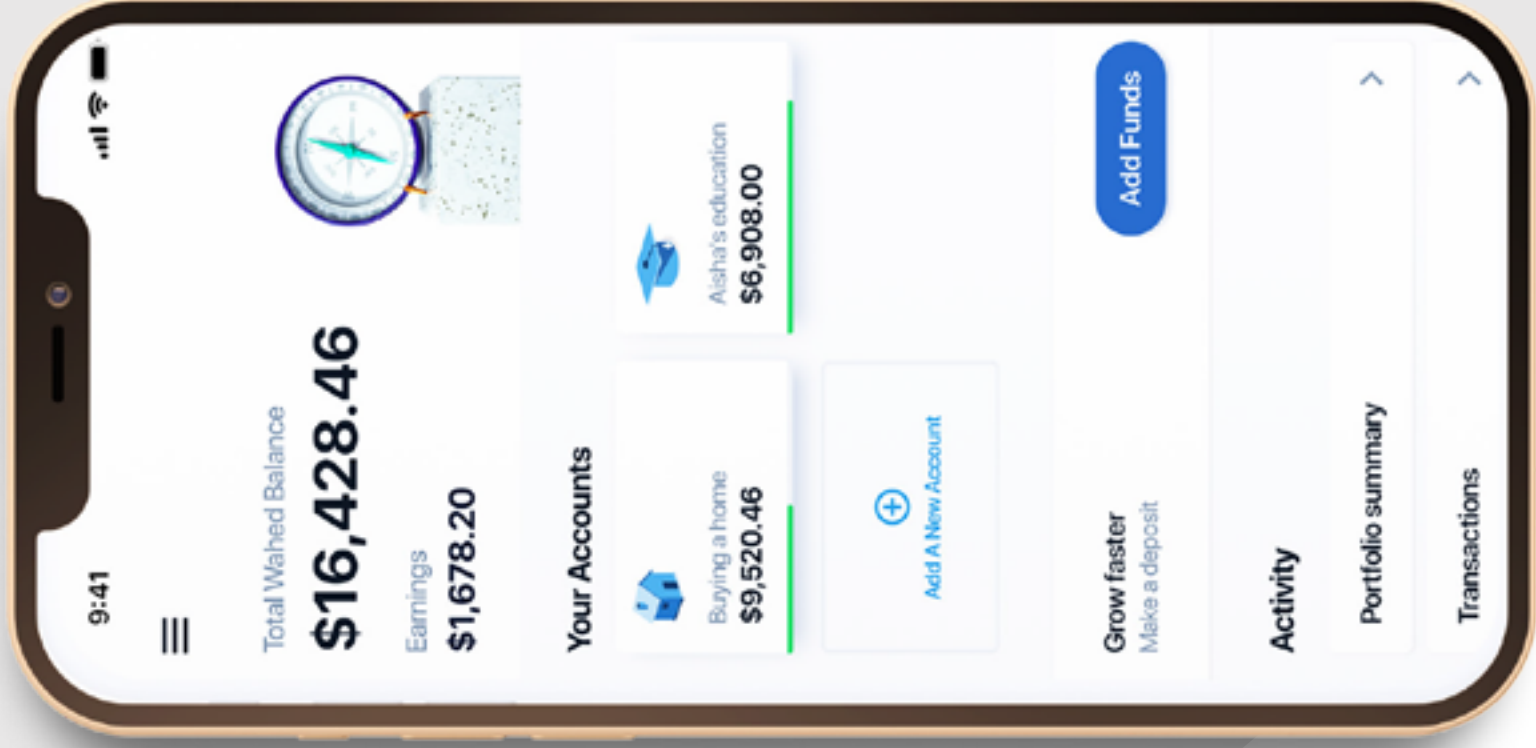 9:41
Total Wahed Balance
$16,428.46
Earnings
$1,678.20
Your Accounts
Buying a home
$9,520.46
Aisha's education
$6,908.00
Add A New Account
Grow faster
Make a deposit
Add Funds
Activity
Portfolio summary
Transactions